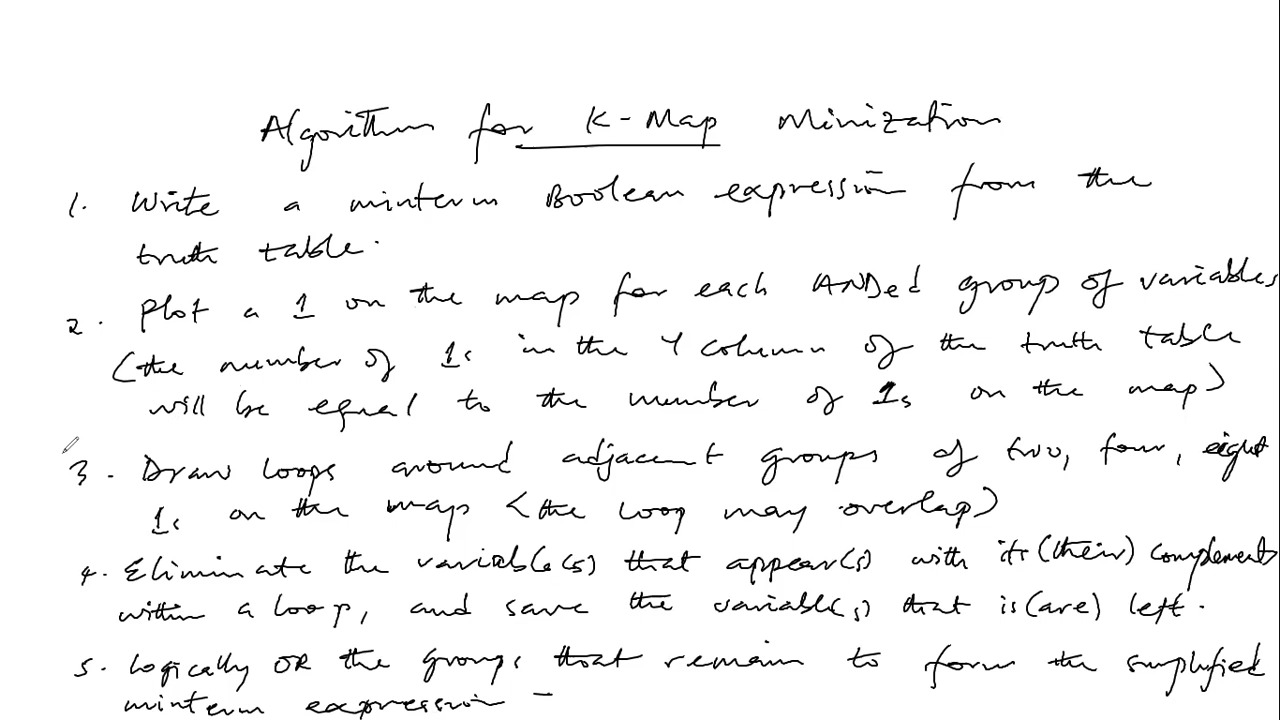 Algorithm for K-Map Minization
1. Write a minterm Boolean expression from the
truth table.
2. Plot a 1 on the map for each ANDed group of variables
(the number of 1s in the Y column of the truth table
will be equal to the number of 1s on the map)
3. Draw loops around adjacent groups of two, four, eight
1s on the map (the loop may overlap)
4. Eliminate the variable(s) that appear(s) with its (their) complement
within a loop, and save the variable(s) that is (are) left.
5. Logically OR the groups that remain to form the simplified
minterm expression